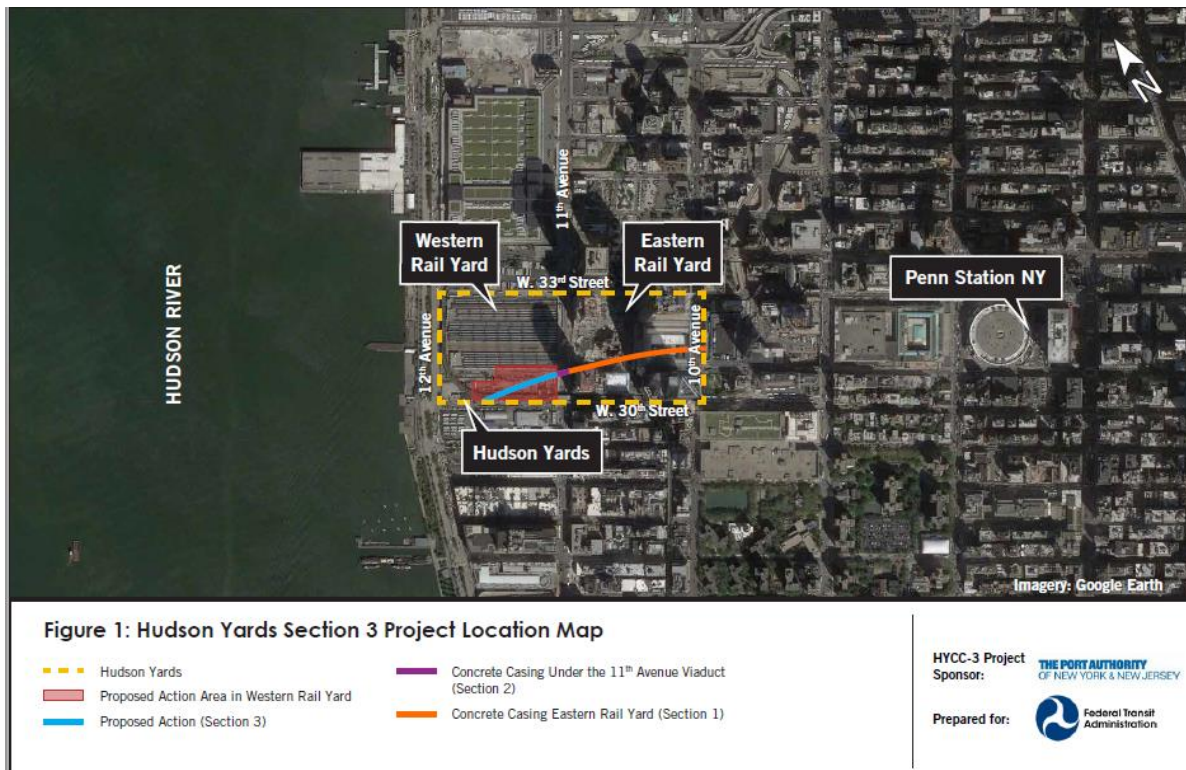 N
11th Avenue
Western
Rail Yard
Eastern
Rail Yard
Penn Station NY
W. 33rd Street
HUDSON RIVER
12th Avenue
10th Avenue
W. 30th Street
Hudson Yards
Imagery: Google Earth
Figure 1: Hudson Yards Section 3 Project Location Map
Hudson Yards
Proposed Action Area in Western Rail Yard
Proposed Action (Section 3)
Concrete Casing Under the 11th Avenue Viaduct
(Section 2)
Concrete Casing Eastern Rail Yard (Section 1)
HYCC-3 Project
Sponsor:
THE PORT AUTHORITY
OF NEW YORK & NEW JERSEY
Prepared for:
Federal Transit
Administration